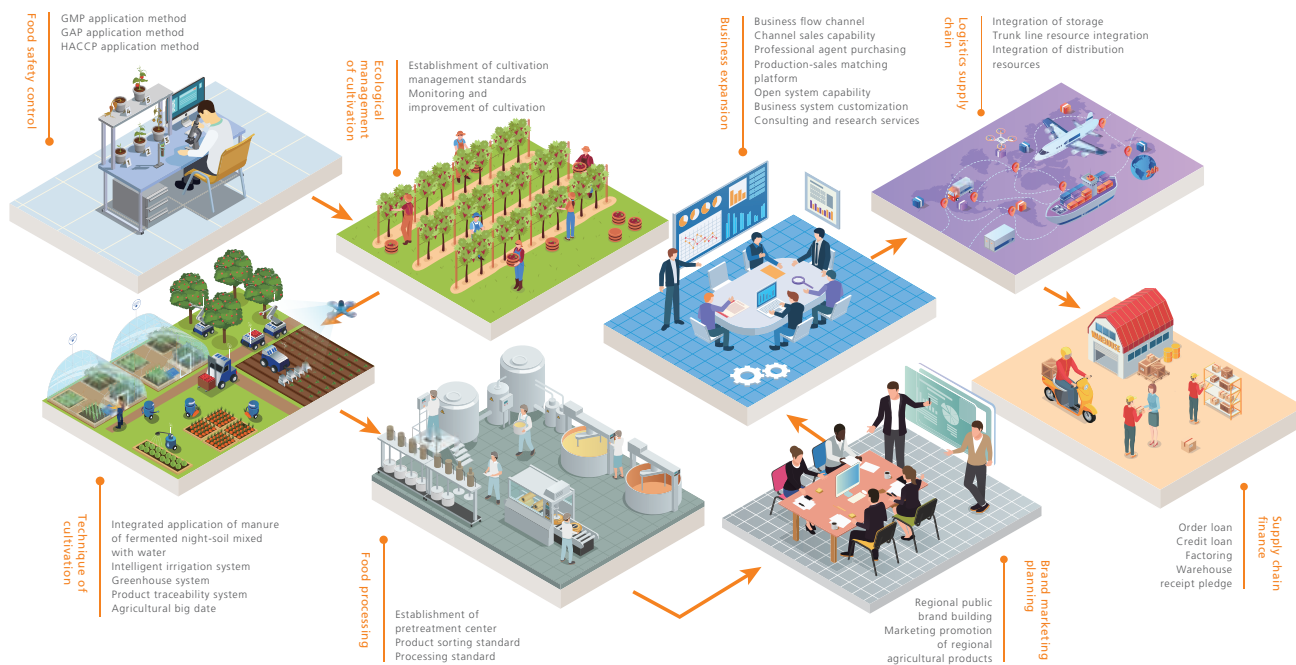 Food safety control
GMP application method
GAP application method
HACCP application method
Ecological
management
of cultivation
Establishment of cultivation
management standards
Monitoring and
improvement of cultivation
Business expansion
Business flow channel
Channel sales capability
Professional agent purchasing
Production-sales matching
platform
Open system capability
Business system customization
Consulting and research services
Logistics supply
chain
Integration of storage
Trunk line resource integration
Integration of distribution
resources
4
5
1
2
3
WAREHOUSE
Technique of
cultivation
Integrated application of manure
of fermented night-soil mixed
with water
Intelligent irrigation system
Greenhouse system
Product traceability system
Agricultural big date
Food processing
Establishment of
pretreatment center
Product sorting standard
Processing standard
Regional public
brand building
Marketing promotion
of regional
agricultural products
Brand marketing
planning
Order loan
Credit loan
Factoring
Warehouse
receipt pledge
Supply chain
finance